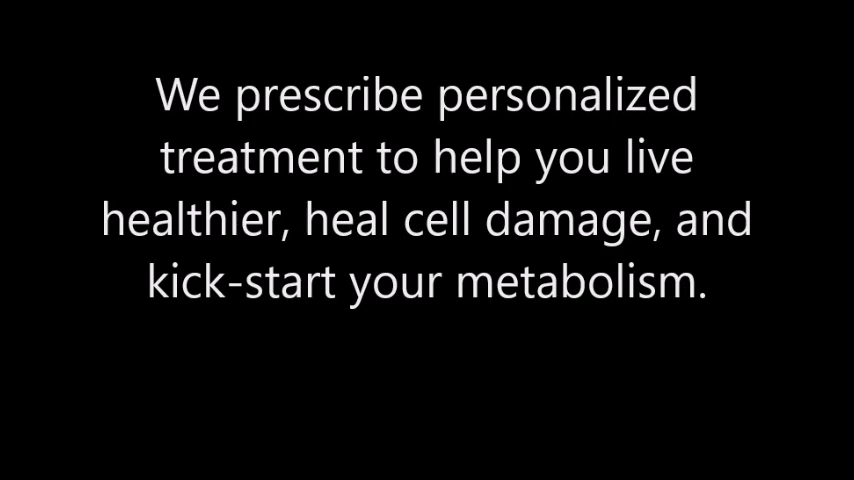 We prescribe personalized
treatment to help you live
healthier, heal cell damage, and
kick-start your metabolism.